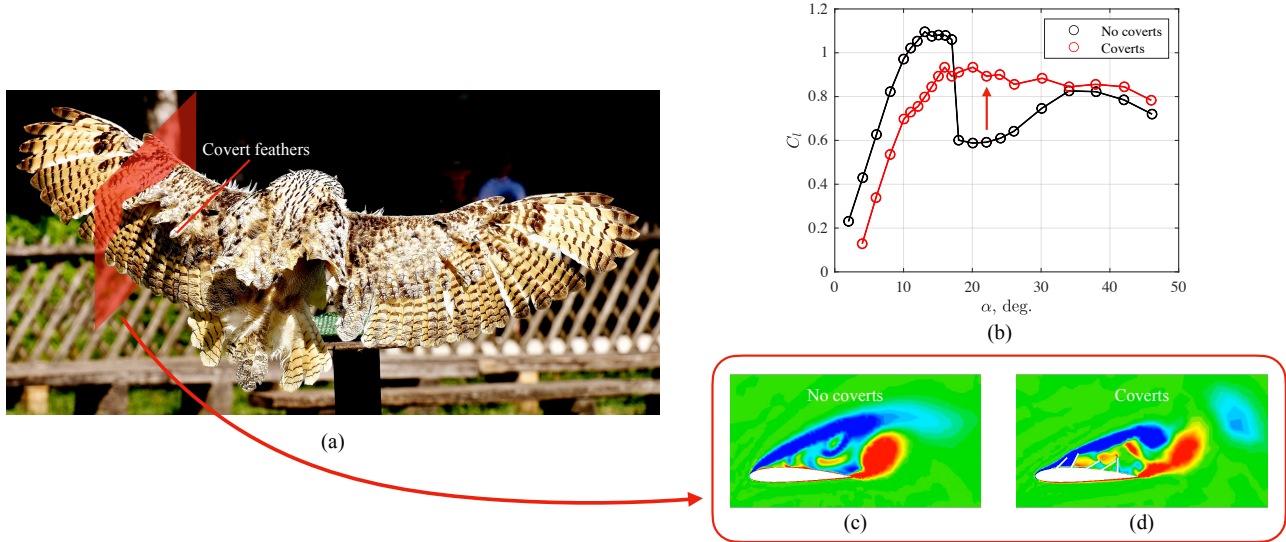 Covert feathers
(a)
1.2
1
0.8
0.6
0.4
0.2
0
C_l
No coverts
Coverts
0 10 20 30 40 50
α, deg.
(b)
No coverts
(c)
Coverts
(d)